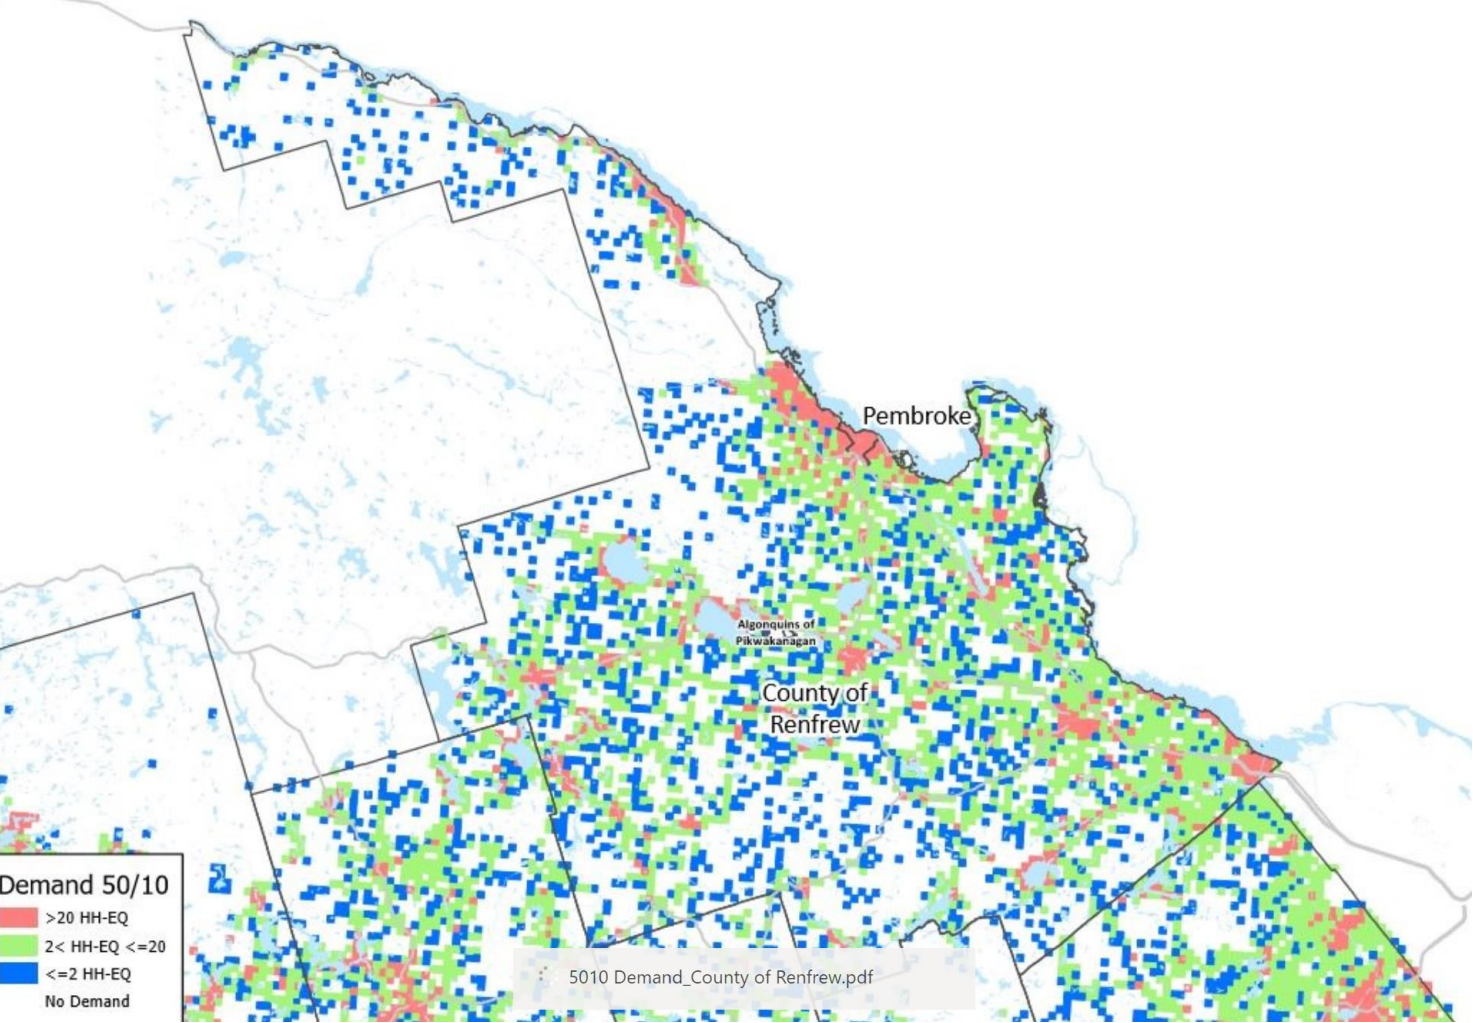 Pembroke
Algonquins of
Pikwakanagan
County of
Renfrew
Demand 50/10
>20 HH-EQ
2< HH-EQ <=20
<=2 HH-EQ
No Demand
5010 Demand_County of Renfrew.pdf